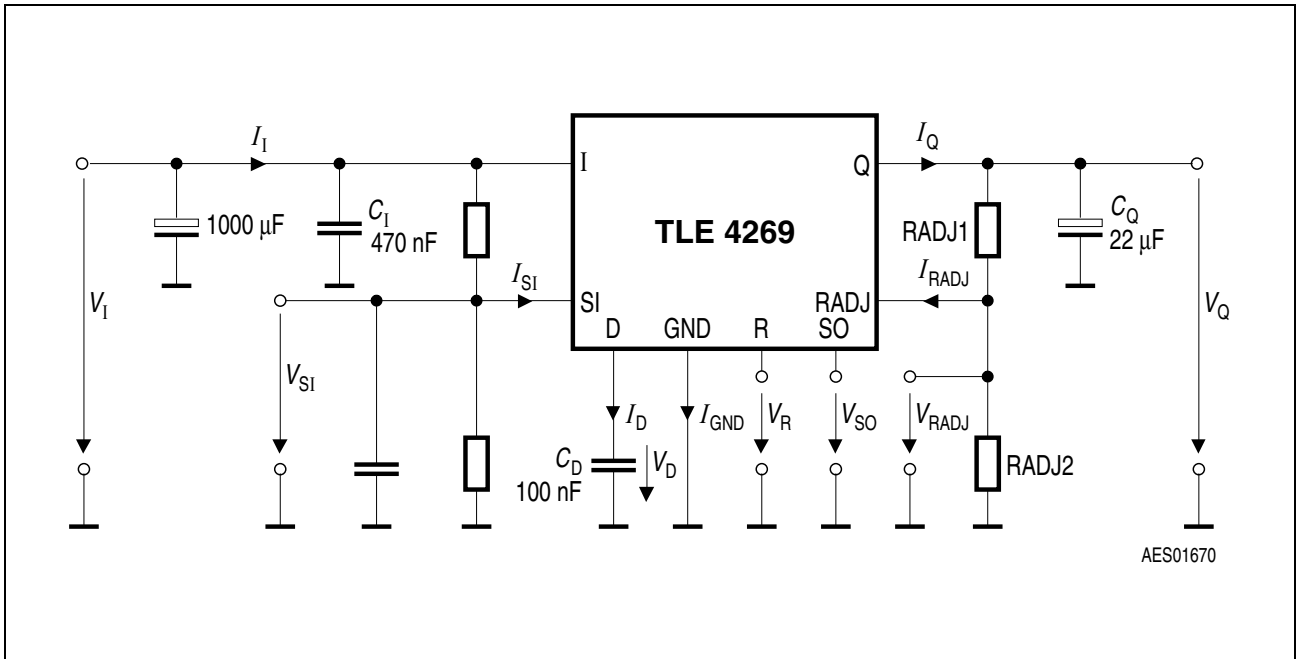 I_I
I_Q
I
Q
1000 µF
C_I
470 nF
TLE 4269
RADJ1
C_Q
22 µF
I_SI
I_RADJ
SI
RADJ
V_I
D
GND
R
SO
V_Q
V_SI
I_D
I_GND
V_R
V_SO
V_RADJ
C_D
100 nF
V_D
RADJ2
AES01670